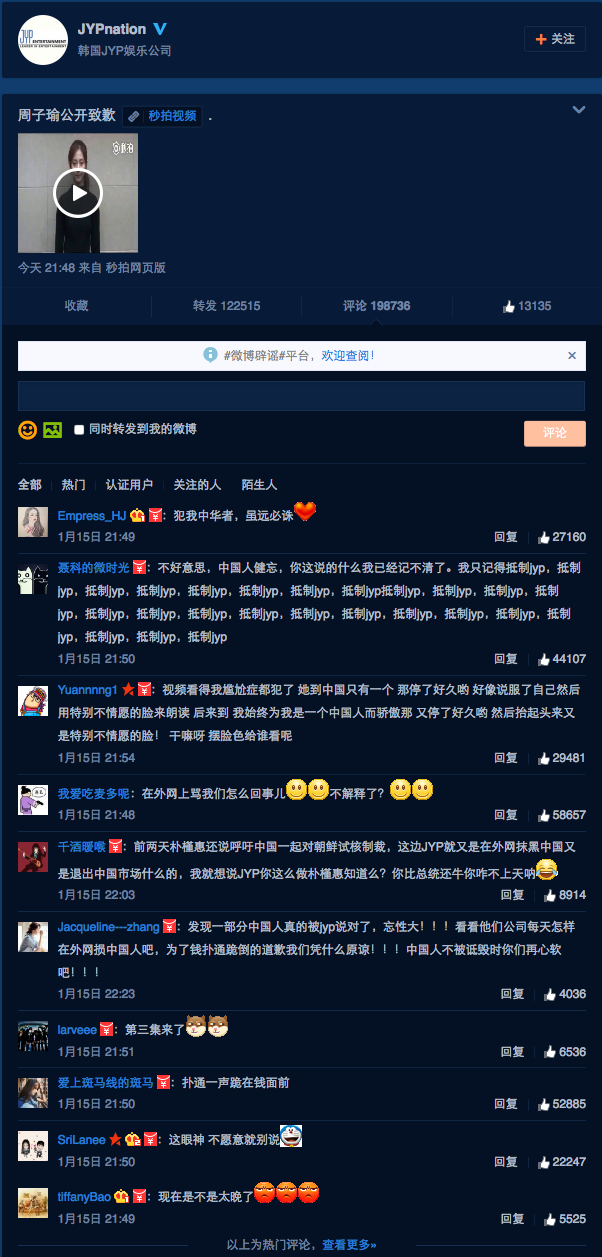 JYPnation
韩国JYP娱乐公司
+ 关注
周子瑜公开致歉 秒拍视频 .
秒拍
今天 21:48 来自 秒拍网页版
收藏 转发 122515 评论 198736 13135
#微博辟谣#平台，欢迎查阅！ ×
同时转发到我的微博 评论
全部 热门 认证用户 关注的人 陌生人
Empress_HJ：犯我中华者，虽远必诛
1月15日 21:49 回复 27160
聂科的微时光：不好意思，中国人健忘，你这说的什么我已经记不清了。我只记得抵制jyp，抵制
jyp，抵制jyp，抵制jyp，抵制jyp，抵制jyp，抵制jyp抵制jyp，抵制jyp，抵制jyp，抵制
jyp，抵制jyp，抵制jyp，抵制jyp，抵制jyp，抵制jyp，抵制jyp，抵制jyp，抵制jyp，抵制
jyp，抵制jyp，抵制jyp，抵制jyp
1月15日 21:50 回复 44107
Yuannnng1：视频看得我尴尬症都犯了 她到中国只有一个 那停了好久哟 好像说服了自己然后
用特别不情愿的脸来朗读 后来到 我始终为我是一个中国人而骄傲那 又停了好久哟 然后抬起头来又
是特别不情愿的脸！ 干嘛呀 摆脸色给谁看呢
1月15日 21:54 回复 29481
我爱吃麦多呢：在外网上骂我们怎么回事儿不解释了？
1月15日 21:48 回复 58657
千酒暖喉：前两天朴槿惠还说呼吁中国一起对朝鲜试核制裁，这边JYP就又是在外网抹黑中国又
是退出中国市场什么的，我就想说JYP你这么做朴槿惠知道么？你比总统还牛你咋不上天呐
1月15日 22:03 回复 8914
Jacqueline---zhang：发现一部分中国人真的被jyp说对了，忘性大！！！看看他们公司每天怎样
在外网损中国人吧，为了钱扑通跪倒的道歉我们凭什么原谅！！！中国人不被诋毁时你们再心软
吧！！！
1月15日 22:23 回复 4036
larveee：第三集来了
1月15日 21:51 回复 6536
爱上斑马线的斑马：扑通一声跪在钱面前
1月15日 21:50 回复 52885
SriLanee：这眼神 不愿意就别说
1月15日 21:50 回复 22247
tiffanyBao：现在是不是太晚了
1月15日 21:49 回复 5525
以上为热门评论，查看更多»